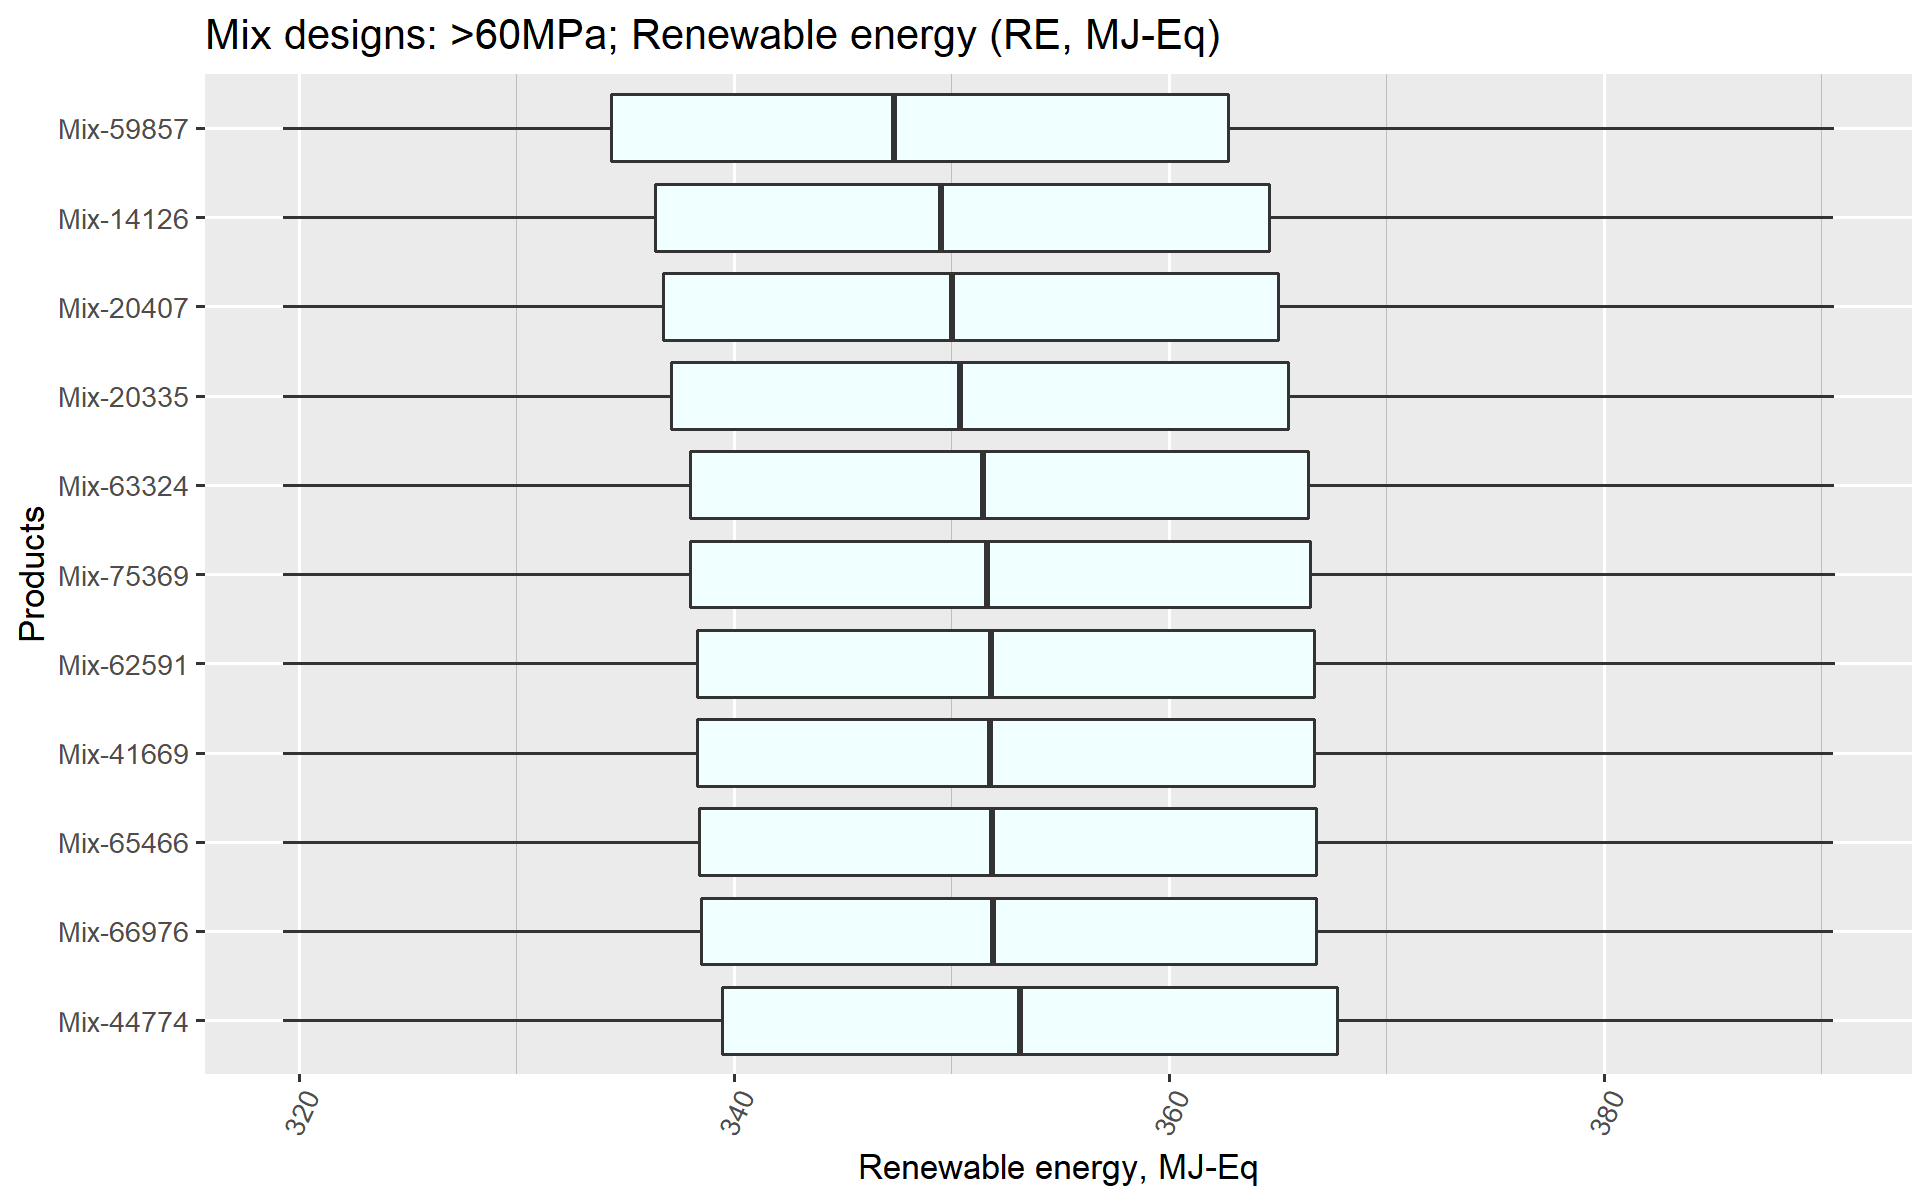 Mix designs: >60MPa; Renewable energy (RE, MJ-Eq)
Products
Mix-59857
Mix-14126
Mix-20407
Mix-20335
Mix-63324
Mix-75369
Mix-62591
Mix-41669
Mix-65466
Mix-66976
Mix-44774
320
340
360
380
Renewable energy, MJ-Eq